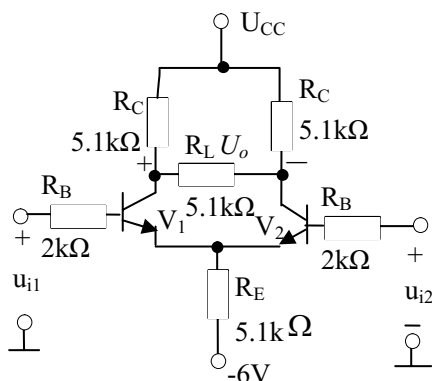 U_CC
R_C
R_C
5.1kΩ
5.1kΩ
+
R_L U_o
−
R_B
5.1kΩ
R_B
V_1
V_2
+
2kΩ
2kΩ
+
u_i1
R_E
u_i2
5.1kΩ
−
-6V